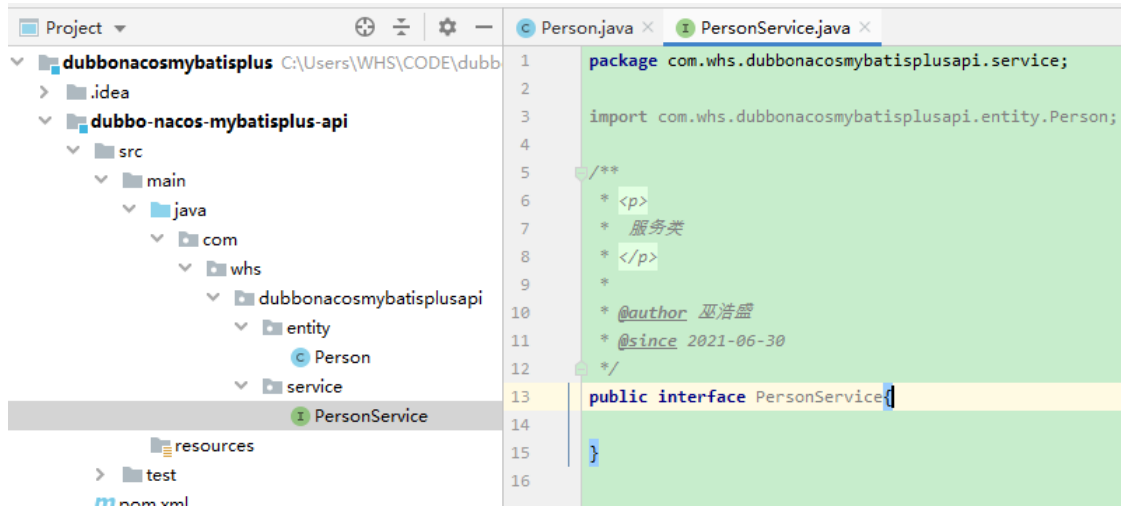 Project
Person.java
PersonService.java
dubbonacosmybatisplus C:\Users\WHS\CODE\dubb
.idea
dubbo-nacos-mybatisplus-api
src
main
java
com
whs
dubbonacosmybatisplusapi
entity
Person
service
PersonService
resources
test
pom.xml
1 package com.whs.dubbonacosmybatisplusapi.service;
2
3 import com.whs.dubbonacosmybatisplusapi.entity.Person;
4
5 /**
6 * <p>
7 * 服务类
8 * </p>
9 *
10 * @author 巫浩盛
11 * @since 2021-06-30
12 */
13 public interface PersonService{
14
15 }
16